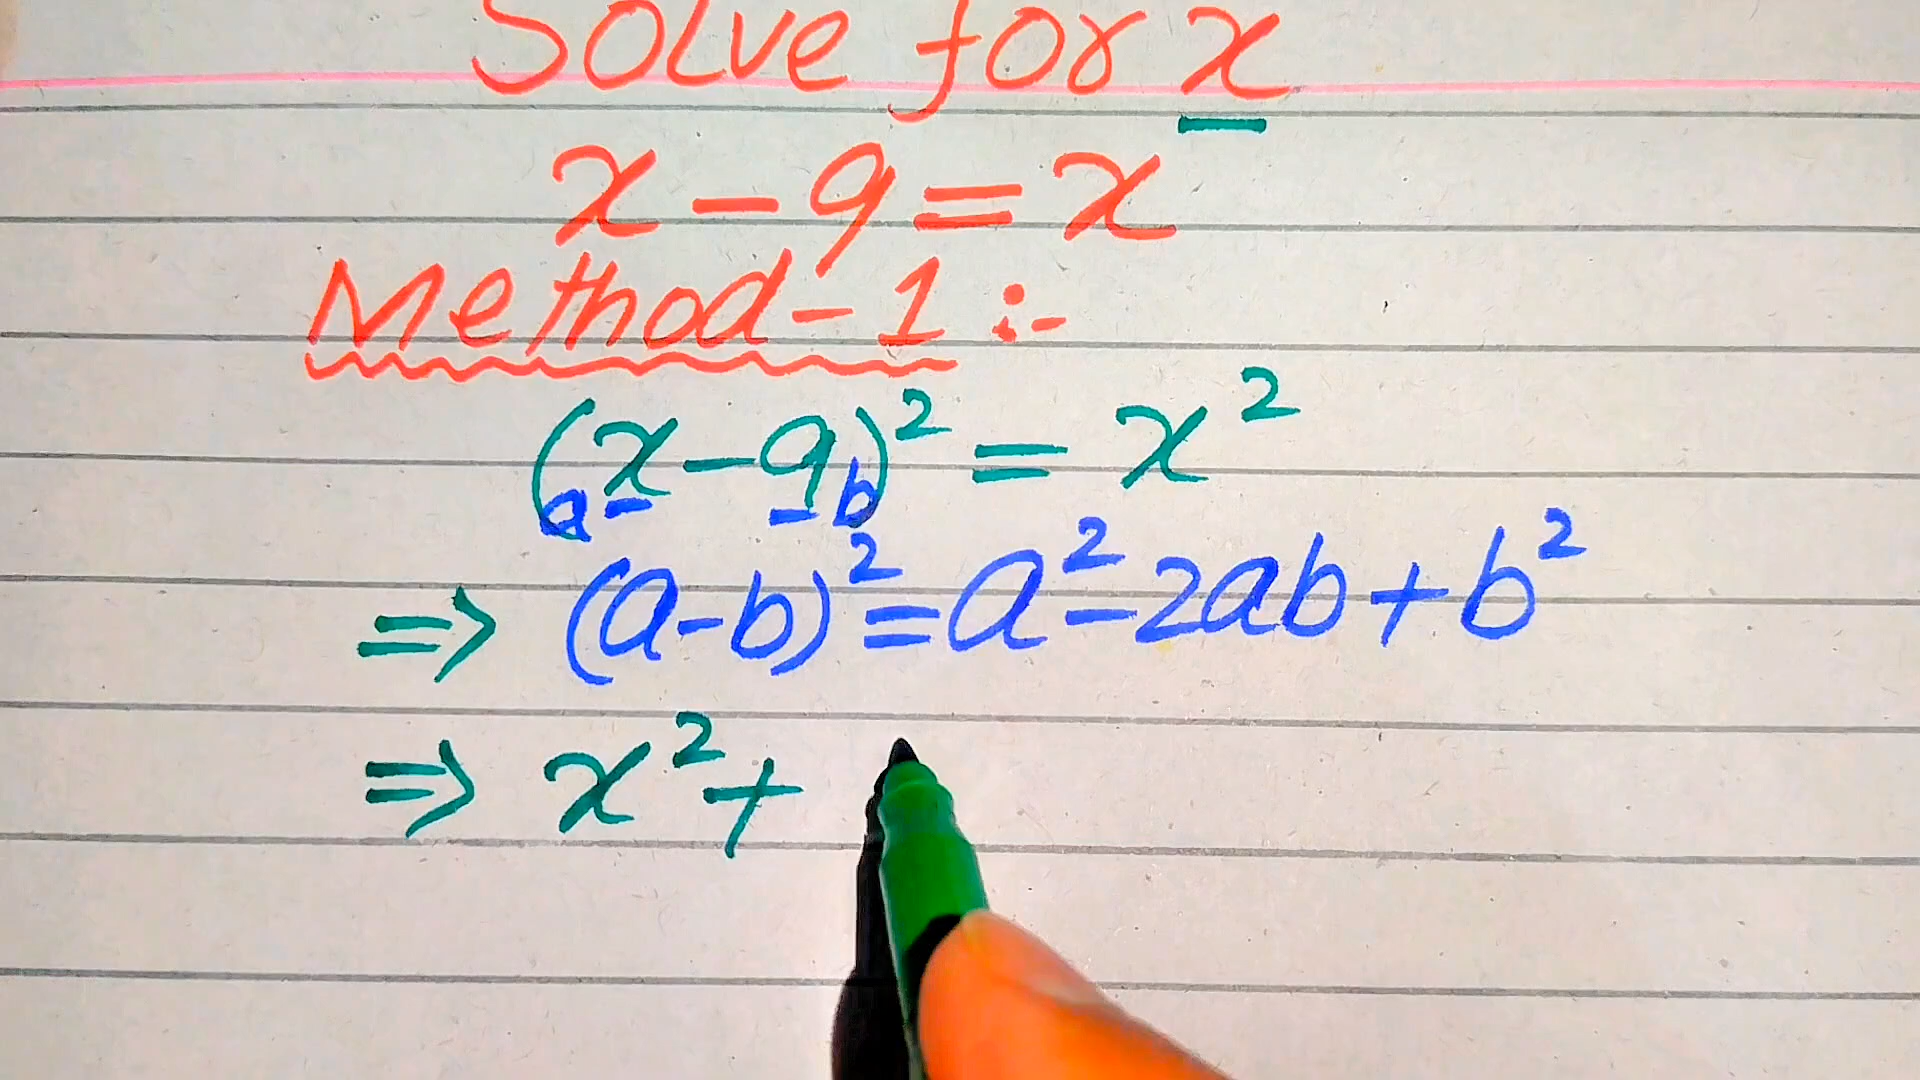 Solve for x
x - 9 = x
Method - 1 :-
(x - 9)² = x²
a b
⇒ (a - b)² = a² - 2ab + b²
⇒ x² +